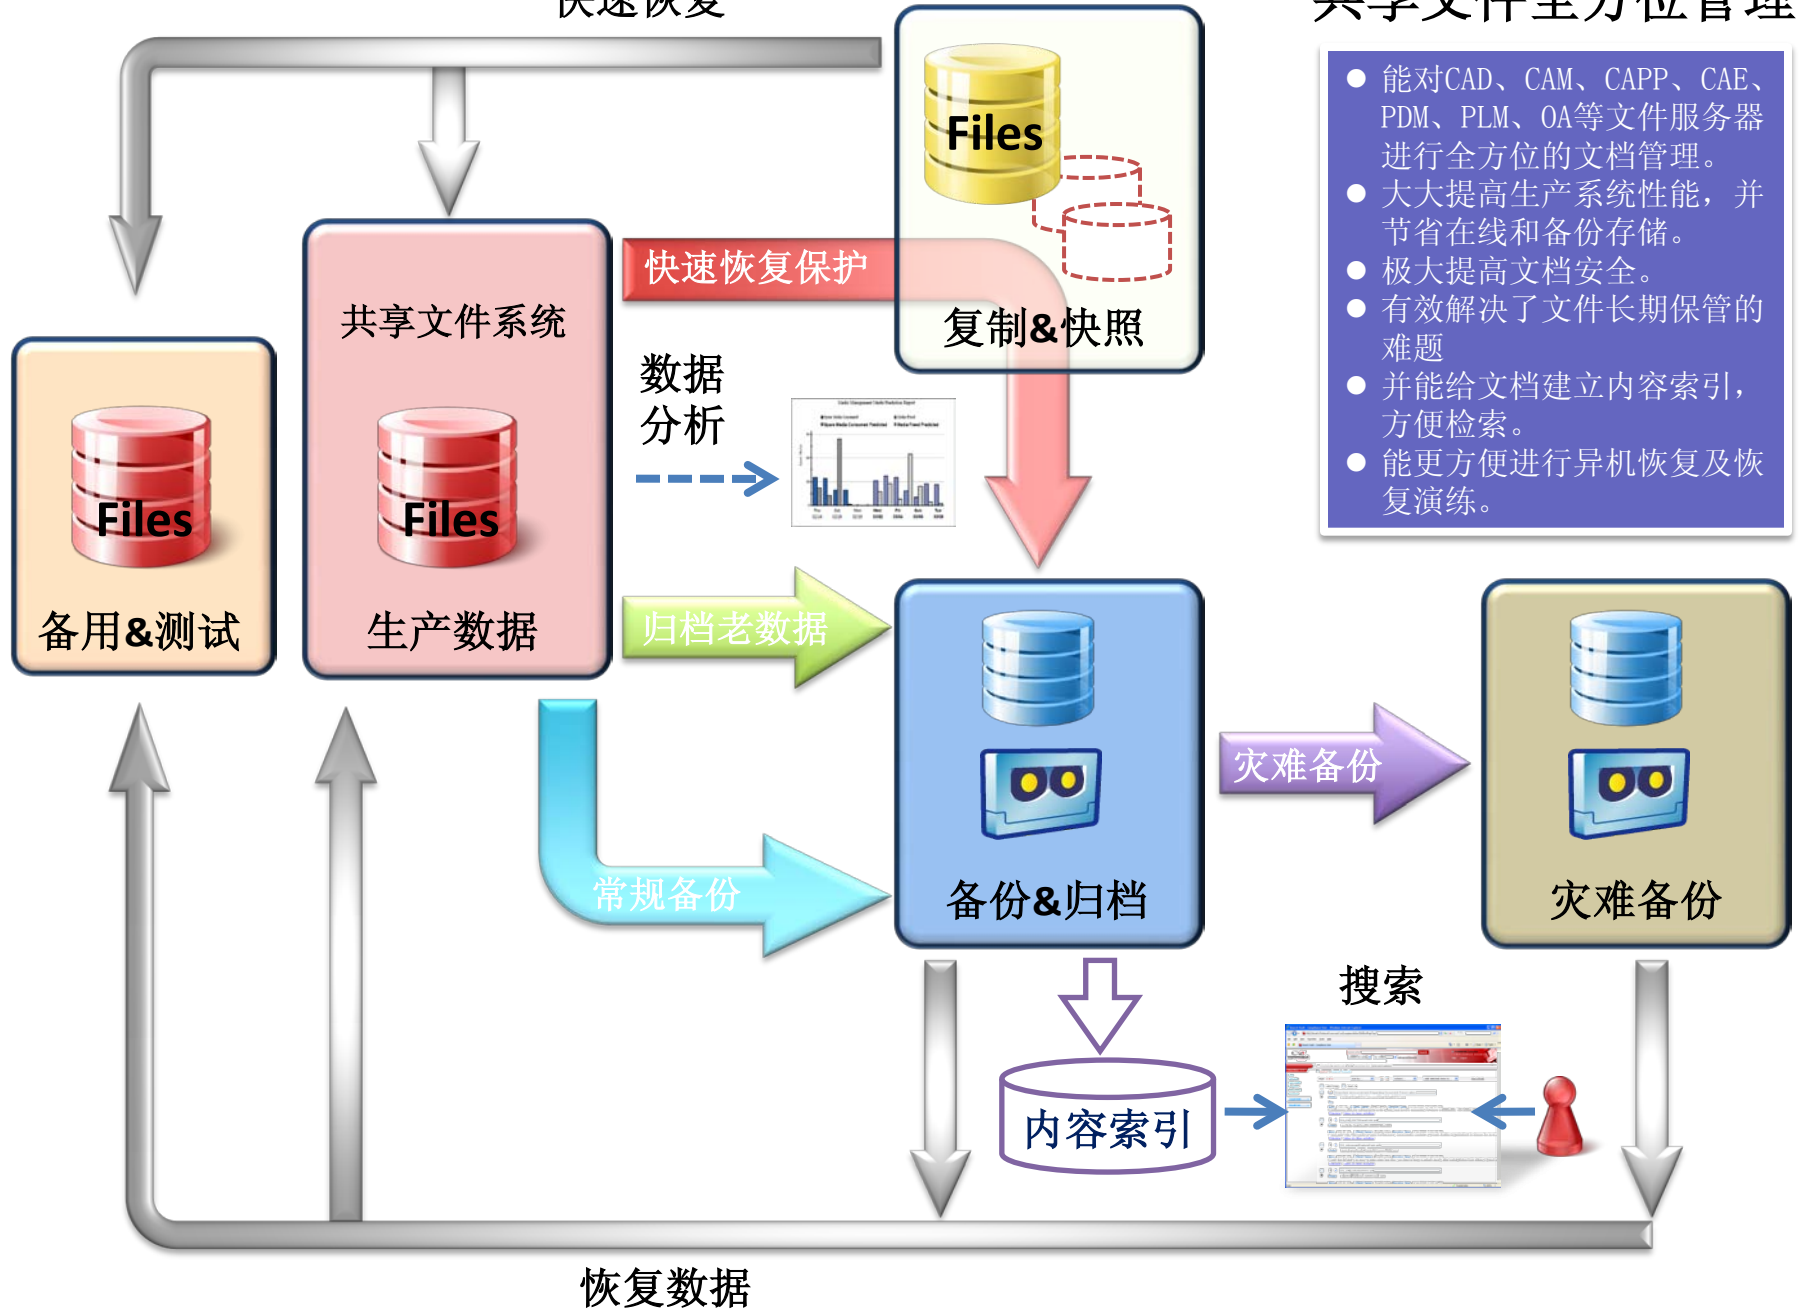 快速恢复
共享文件全方位管理
Files
复制&快照
能对CAD、CAM、CAPP、CAE、
PDM、PLM、OA等文件服务器
进行全方位的文档管理。
大大提高生产系统性能，并
节省在线和备份存储。
极大提高文档安全。
有效解决了文件长期保管的
难题
并能给文档建立内容索引，
方便检索。
能更方便进行异机恢复及恢
复演练。
快速恢复保护
共享文件系统
数据
分析
Files
Files
备用&测试
生产数据
归档老数据
常规备份
备份&归档
灾难备份
灾难备份
搜索
内容索引
恢复数据